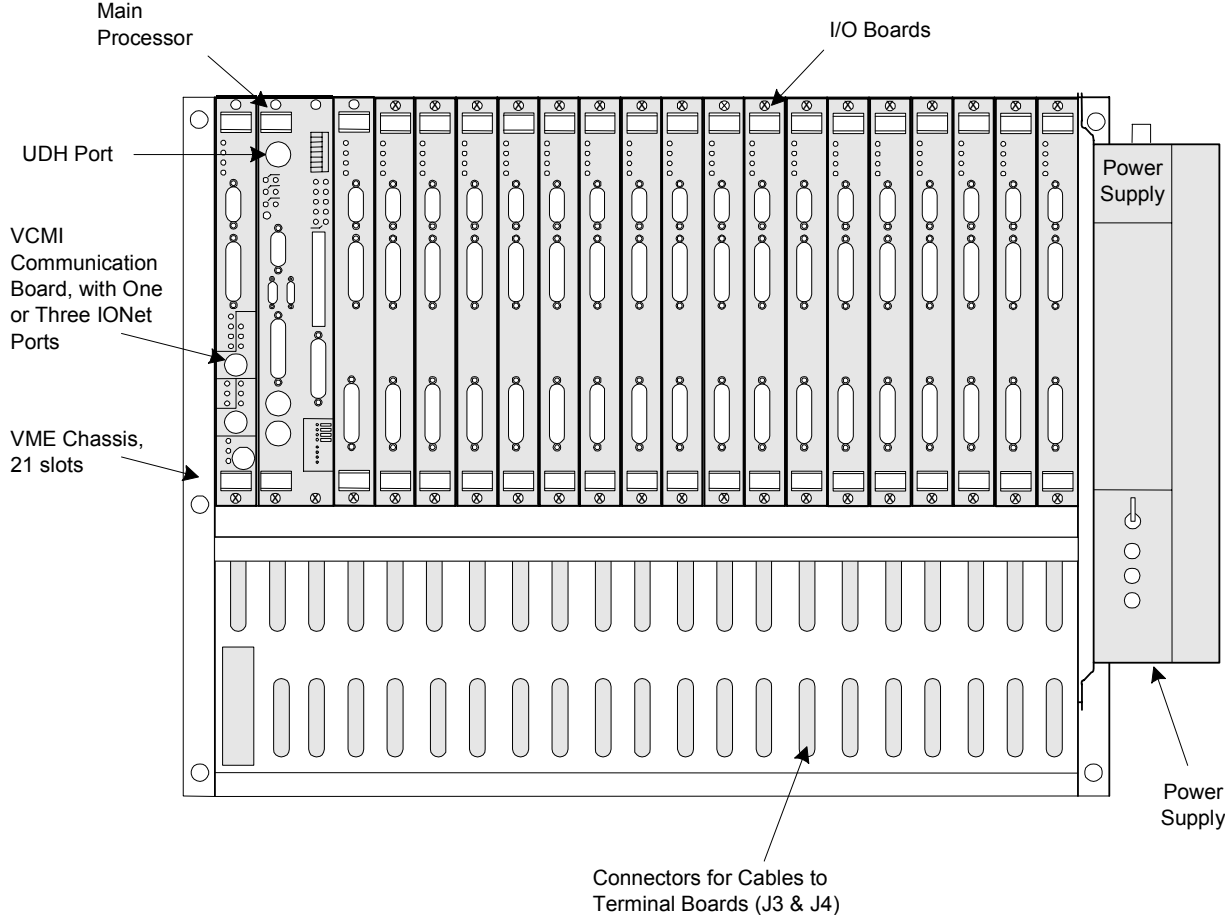 Main
Processor
I/O Boards
UDH Port
Power
Supply
VCMI
Communication
Board, with One
or Three IONet
Ports
VME Chassis,
21 slots
Power
Supply
Connectors for Cables to
Terminal Boards (J3 & J4)